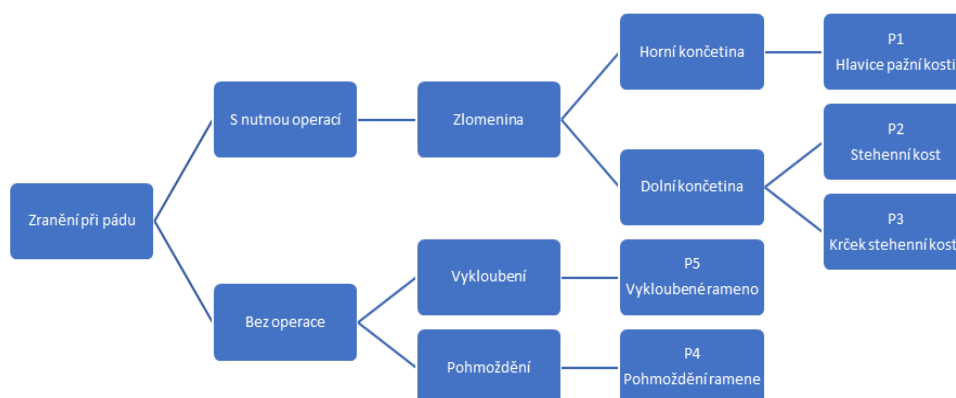 Zranění při pádu
S nutnou operací
Zlomenina
Horní končetina
P1
Hlavice pažní kosti
Dolní končetina
P2
Stehenní kost
P3
Krček stehenní kost
Bez operace
Vykloubení
P5
Vykloubené rameno
Pohmoždění
P4
Pohmoždění ramene